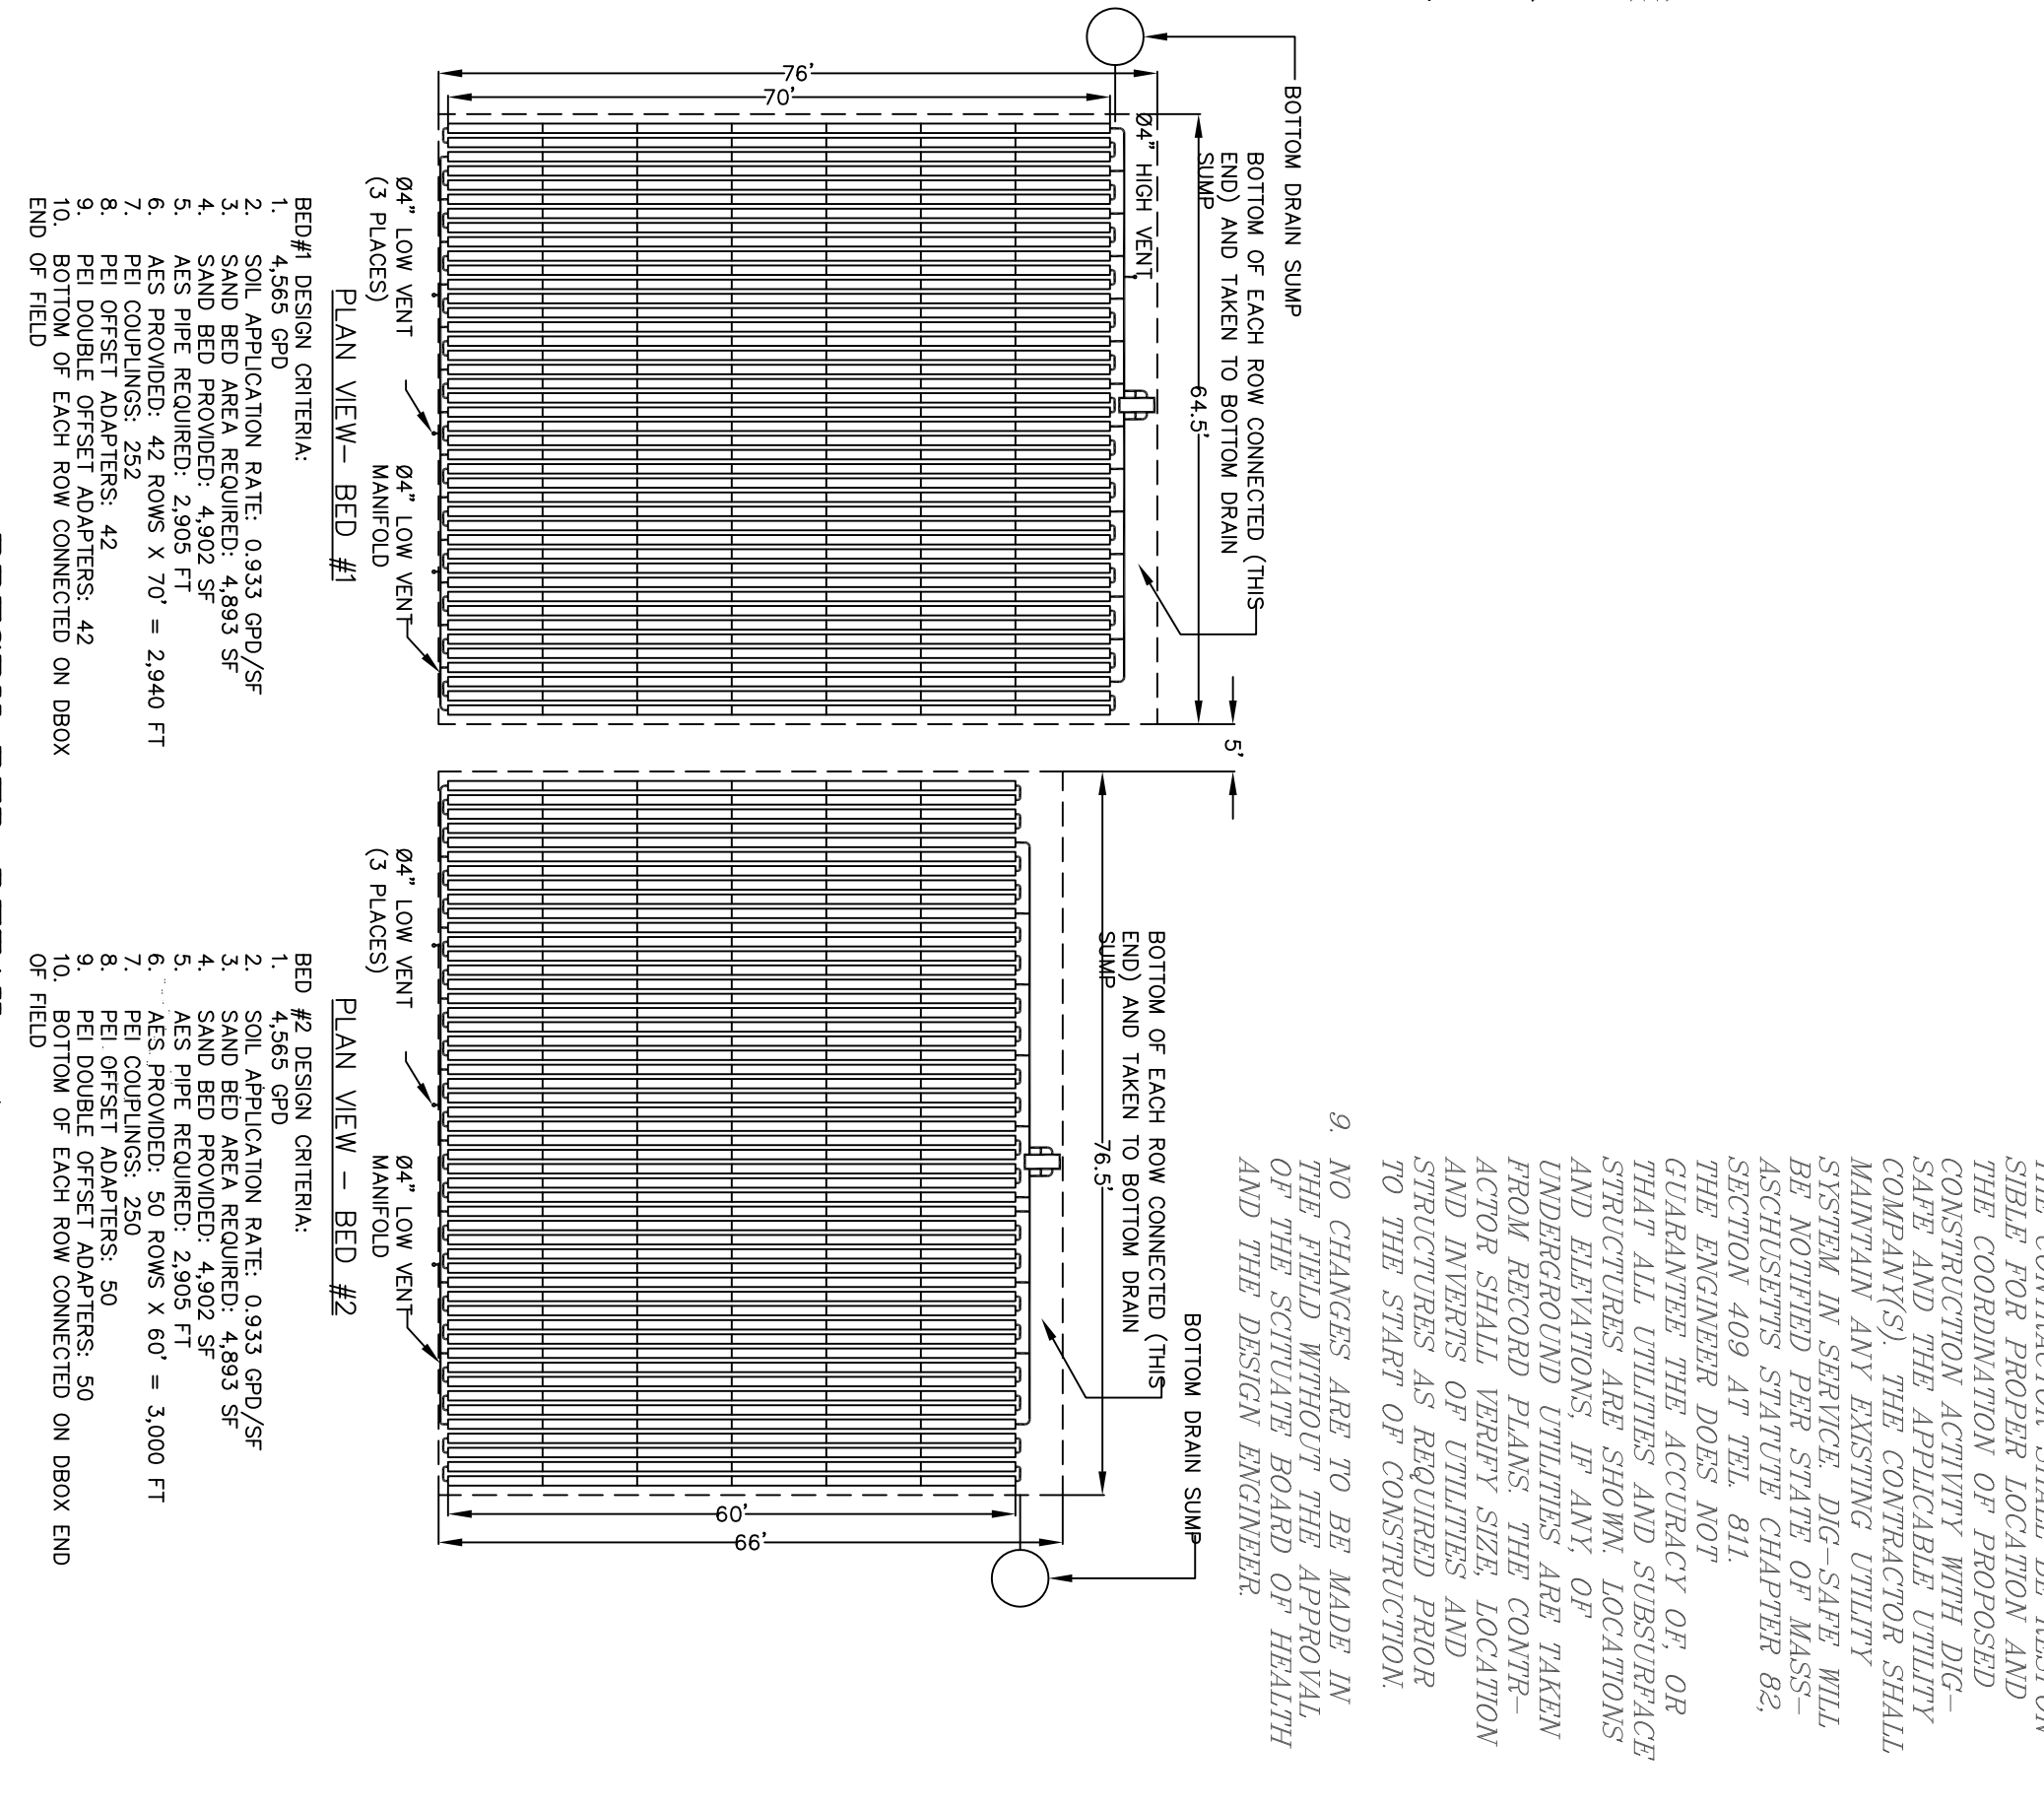 THE CONTRACTOR SHALL BE RESPON-
SIBLE FOR PROPER LOCATION AND
THE COORDINATION OF PROPOSED
CONSTRUCTION ACTIVITY WITH DIG-
SAFE AND THE APPLICABLE UTILITY
COMPANY(S). THE CONTRACTOR SHALL
MAINTAIN ANY EXISTING UTILITY
SYSTEM IN SERVICE. DIG-SAFE WILL
BE NOTIFIED PER STATE OF MASS-
ASCHUSETTS STATUTE CHAPTER 82,
SECTION 409 AT TEL. 811.
THE ENGINEER DOES NOT
GUARANTEE THE ACCURACY OF, OR
THAT ALL UTILITIES AND SUBSURFACE
STRUCTURES ARE SHOWN. LOCATIONS
AND ELEVATIONS, IF ANY, OF
UNDERGROUND UTILITIES ARE TAKEN
FROM RECORD PLANS. THE CONTR-
ACTOR SHALL VERIFY SIZE, LOCATION
AND INVERTS OF UTILITIES AND
STRUCTURES AS REQUIRED PRIOR
TO THE START OF CONSTRUCTION.
9. NO CHANGES ARE TO BE MADE IN
THE FIELD WITHOUT THE APPROVAL
OF THE SCITUATE BOARD OF HEALTH
AND THE DESIGN ENGINEER.
BOTTOM DRAIN SUMP
BOTTOM OF EACH ROW CONNECTED (THIS
END) AND TAKEN TO BOTTOM DRAIN
SUMP
Ø4" HIGH VENT
64.5'
5'
76'
70'
Ø4" LOW VENT
(3 PLACES)
Ø4" LOW VENT
MANIFOLD
PLAN VIEW- BED #1
BED#1 DESIGN CRITERIA:
1. 4,565 GPD
2. SOIL APPLICATION RATE: 0.933 GPD/SF
3. SAND BED AREA REQUIRED: 4,893 SF
4. SAND BED PROVIDED: 4,902 SF
5. AES PIPE REQUIRED: 2,905 FT
6. AES PROVIDED: 42 ROWS X 70' = 2,940 FT
7. PEI COUPLINGS: 252
8. PEI OFFSET ADAPTERS: 42
9. PEI DOUBLE OFFSET ADAPTERS: 42
10. BOTTOM OF EACH ROW CONNECTED ON DBOX
END OF FIELD
BOTTOM DRAIN SUMP
BOTTOM OF EACH ROW CONNECTED (THIS
END) AND TAKEN TO BOTTOM DRAIN
SUMP
76.5'
60'
66'
Ø4" LOW VENT
(3 PLACES)
Ø4" LOW VENT
MANIFOLD
PLAN VIEW - BED #2
BED #2 DESIGN CRITERIA:
1. 4,565 GPD
2. SOIL APPLICATION RATE: 0.933 GPD/SF
3. SAND BED AREA REQUIRED: 4,893 SF
4. SAND BED PROVIDED: 4,902 SF
5. AES PIPE REQUIRED: 2,905 FT
6. AES PROVIDED: 50 ROWS X 60' = 3,000 FT
7. PEI COUPLINGS: 250
8. PEI OFFSET ADAPTERS: 50
9. PEI DOUBLE OFFSET ADAPTERS: 50
10. BOTTOM OF EACH ROW CONNECTED ON DBOX END
OF FIELD